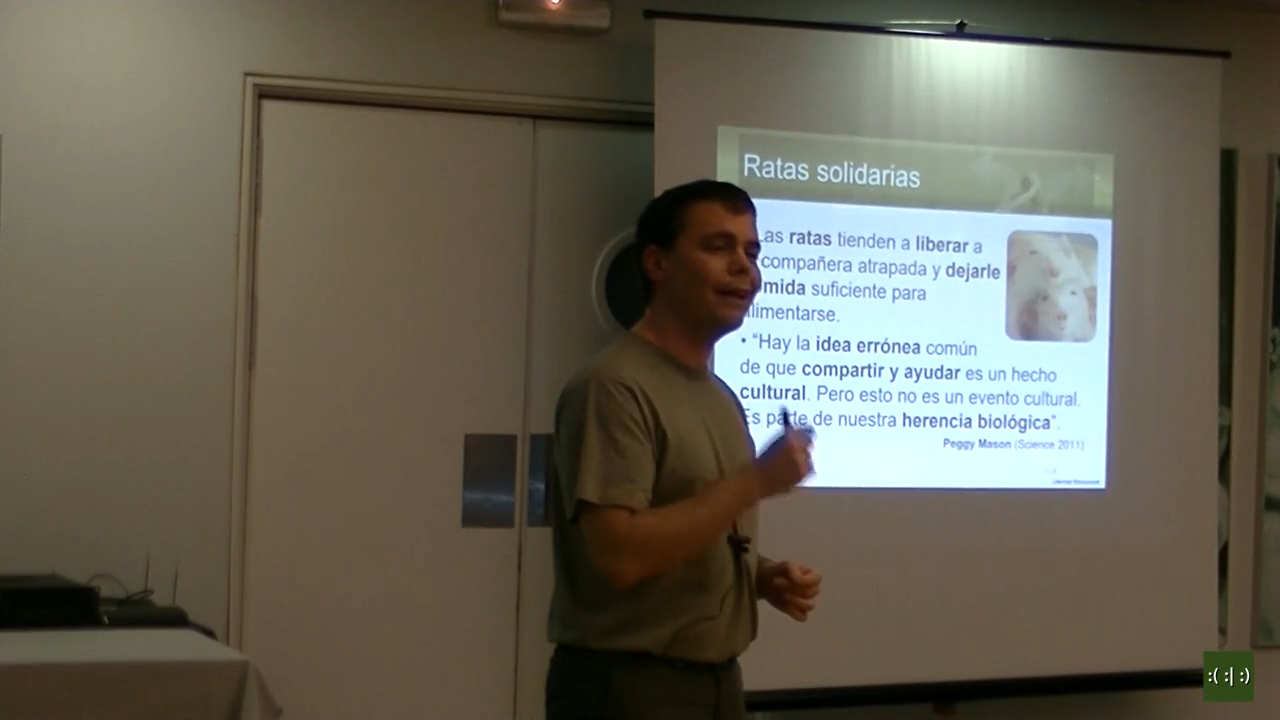 Ratas solidarias
as ratas tienden a liberar a
compañera atrapada y dejarle
mida suficiente para
limentarse.
• "Hay la idea errónea común
de que compartir y ayudar es un hecho
cultural. Pero esto no es un evento cultural.
Es parte de nuestra herencia biológica".
Peggy Mason (Science 2011)
:( :| :)